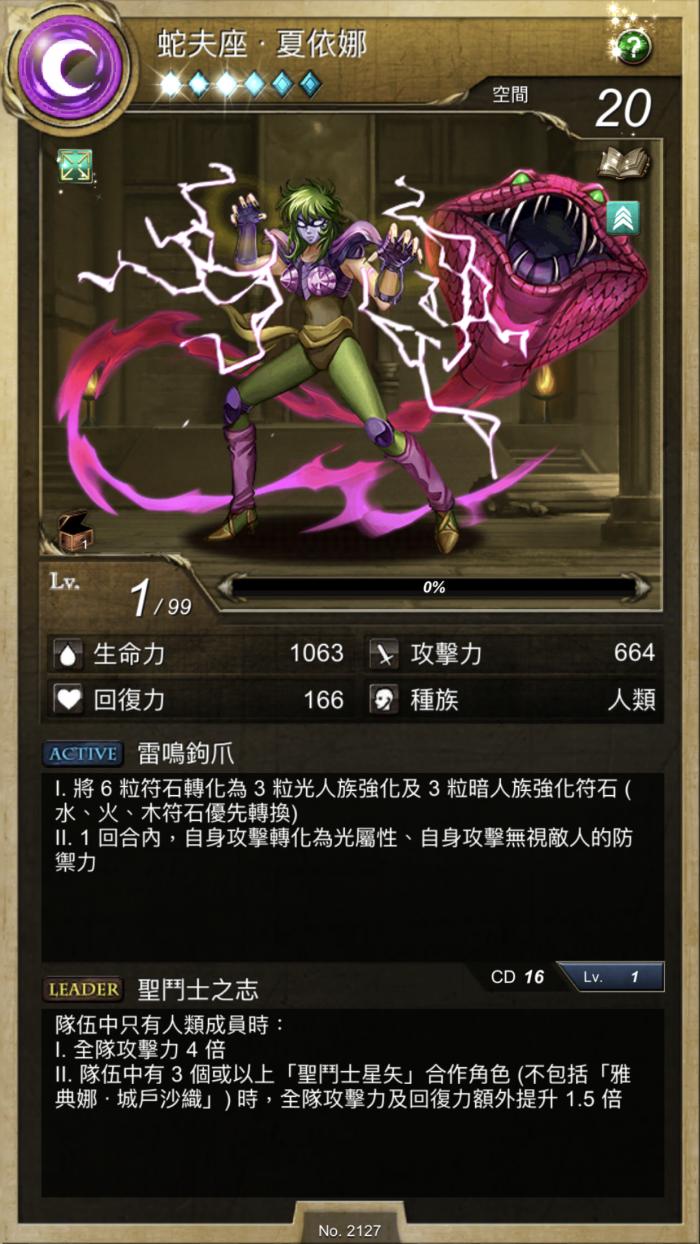 蛇夫座 · 夏依娜
空間
20
1
Lv.
1 / 99
0%
生命力 1063 攻擊力 664
回復力 166 種族 人類
ACTIVE 雷鳴鉤爪
I. 將 6 粒符石轉化為 3 粒光人族強化及 3 粒暗人族強化符石 (
水、火、木符石優先轉換)
II. 1 回合內，自身攻擊轉化為光屬性、自身攻擊無視敵人的防
禦力
CD 16 Lv. 1
LEADER 聖鬥士之志
隊伍中只有人類成員時：
I. 全隊攻擊力 4 倍
II. 隊伍中有 3 個或以上「聖鬥士星矢」合作角色 (不包括「雅
典娜 · 城戶沙織」) 時，全隊攻擊力及回復力額外提升 1.5 倍
No. 2127